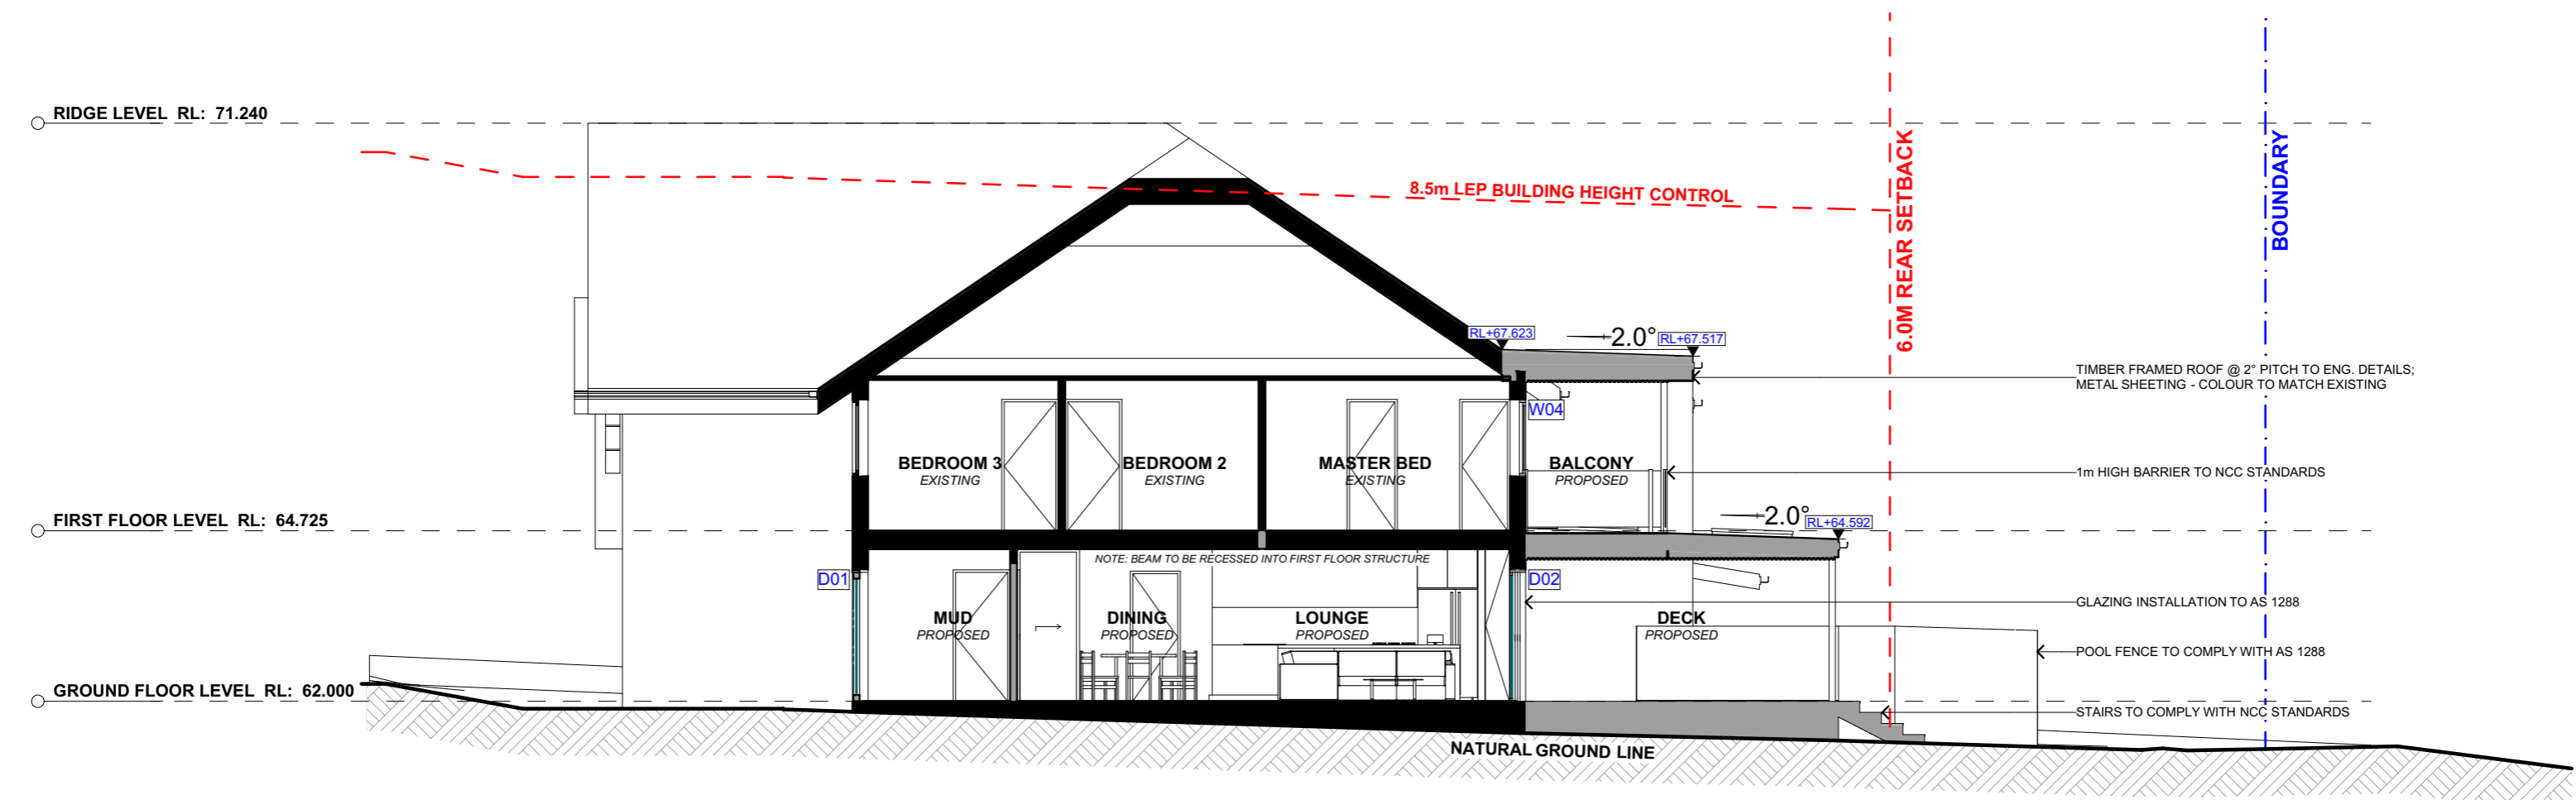 RIDGE LEVEL RL: 71.240
8.5m LEP BUILDING HEIGHT CONTROL
6.0M REAR SETBACK
BOUNDARY
RL+67.623
2.0°
RL+67.517
TIMBER FRAMED ROOF @ 2° PITCH TO ENG. DETAILS;
METAL SHEETING - COLOUR TO MATCH EXISTING
W04
BEDROOM 3
EXISTING
BEDROOM 2
EXISTING
MASTER BED
EXISTING
BALCONY
PROPOSED
1m HIGH BARRIER TO NCC STANDARDS
FIRST FLOOR LEVEL RL: 64.725
2.0°
RL+64.592
NOTE: BEAM TO BE RECESSED INTO FIRST FLOOR STRUCTURE
D01
D02
GLAZING INSTALLATION TO AS 1288
MUD
PROPOSED
DINING
PROPOSED
LOUNGE
PROPOSED
DECK
PROPOSED
POOL FENCE TO COMPLY WITH AS 1288
GROUND FLOOR LEVEL RL: 62.000
STAIRS TO COMPLY WITH NCC STANDARDS
NATURAL GROUND LINE